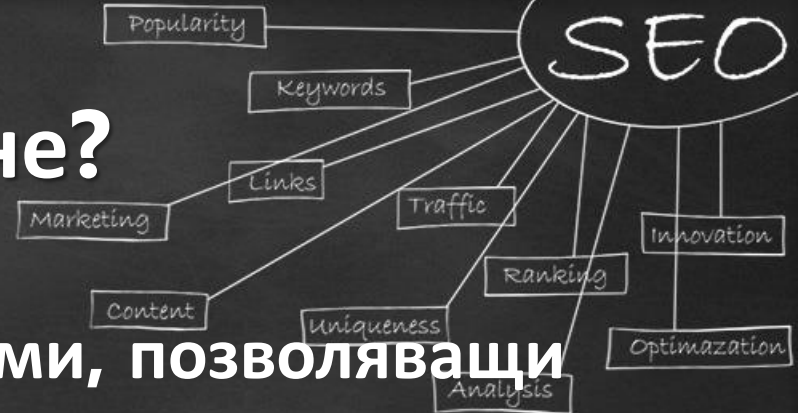 SEO
Popularity
Keywords
не?
Links
Marketing
Traffic
Innovation
Ranking
Content
Uniqueness
ми, позволяващи
Optimazation
Analysis